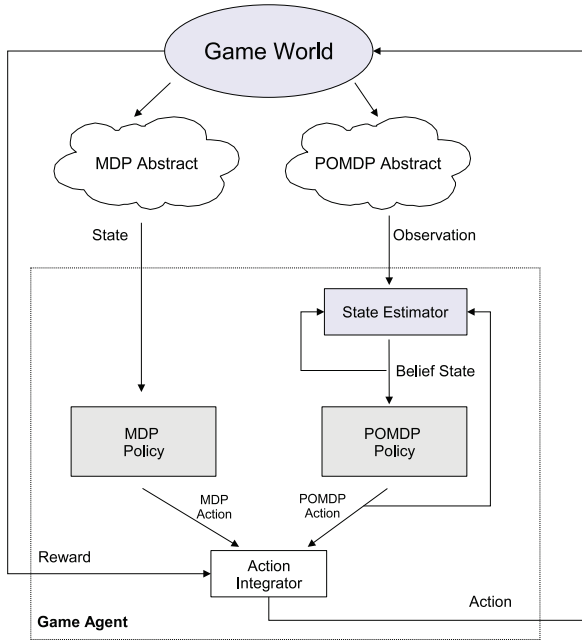 Game World
MDP Abstract
POMDP Abstract
State
Observation
State Estimator
Belief State
MDP
Policy
POMDP
Policy
MDP
Action
POMDP
Action
Reward
Action
Integrator
Action
Game Agent